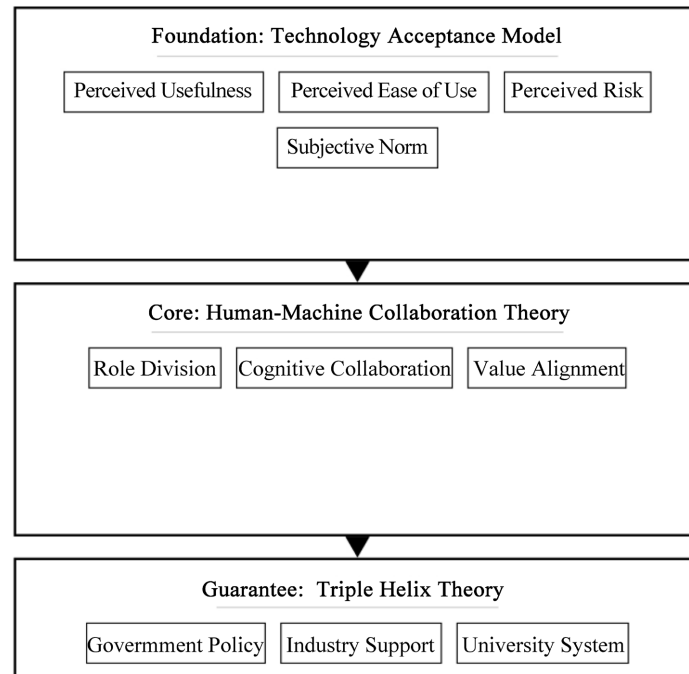 Foundation: Technology Acceptance Model
Perceived Usefulness
Perceived Ease of Use
Perceived Risk
Subjective Norm
Core: Human-Machine Collaboration Theory
Role Division
Cognitive Collaboration
Value Alignment
Guarantee: Triple Helix Theory
Govermment Policy
Industry Support
University System